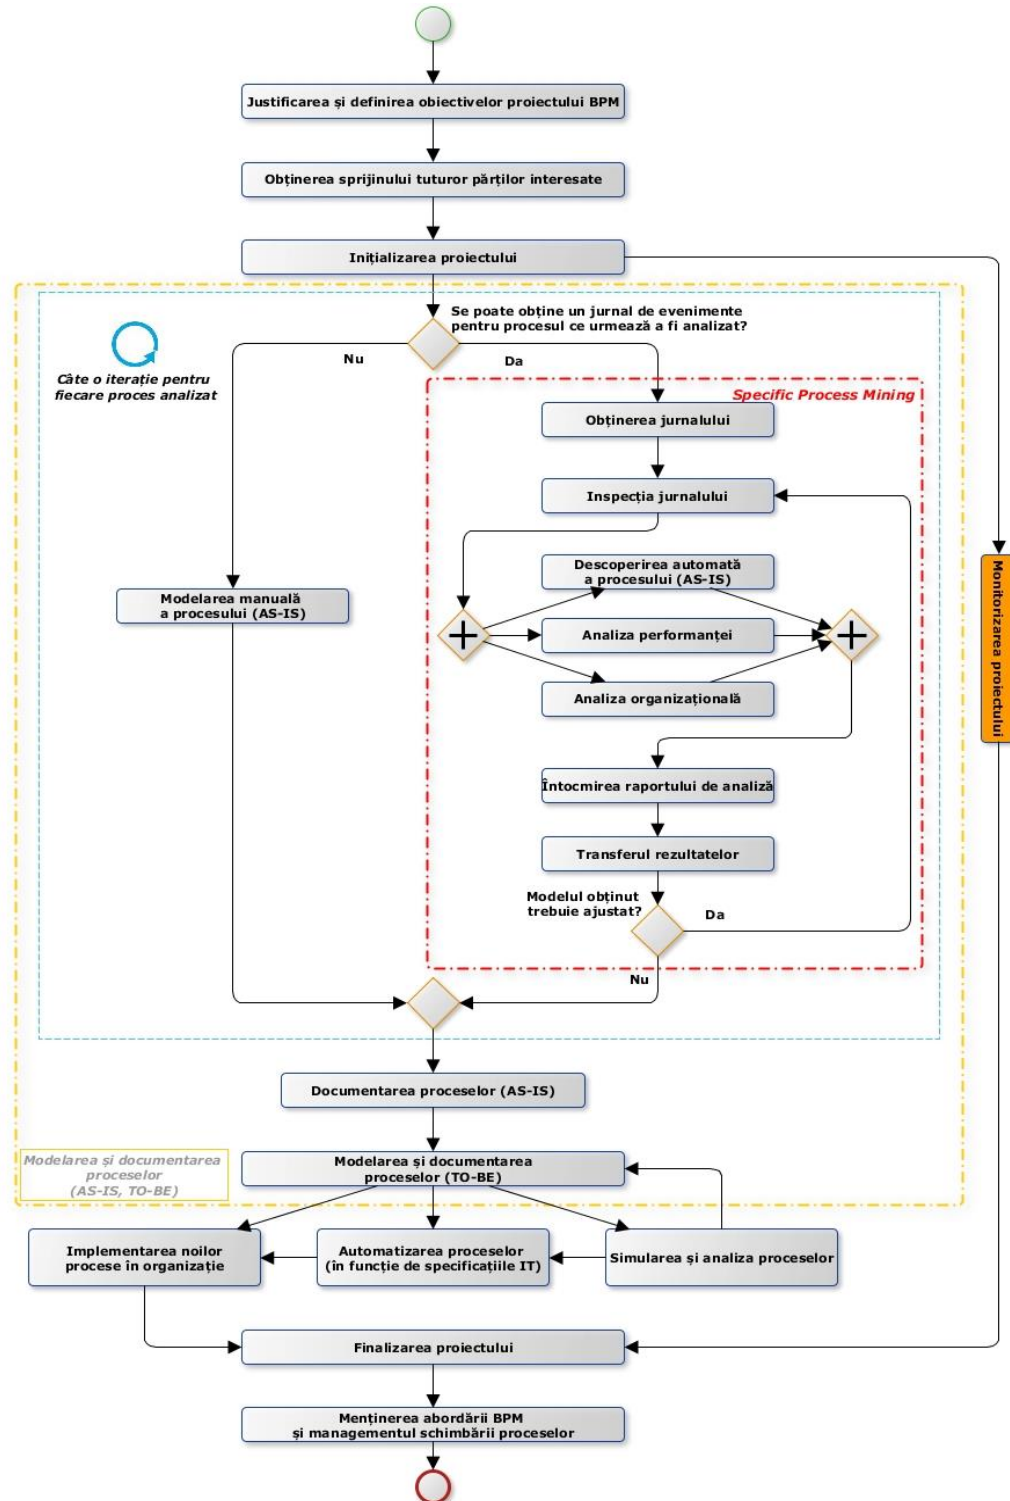 Justificarea și definirea obiectivelor proiectului BPM
Obținerea sprijinului tuturor părților interesate
Inițializarea proiectului
Se poate obține un jurnal de evenimente
pentru procesul ce urmează a fi analizat?
Nu
Da
Câte o iterație pentru
fiecare proces analizat
Specific Process Mining
Obținerea jurnalului
Inspecția jurnalului
Descoperirea automată
a procesului (AS-IS)
Modelarea manuală
a procesului (AS-IS)
Analiza performanței
Analiza organizațională
Monitorizarea proiectului
Întocmirea raportului de analiză
Transferul rezultatelor
Modelul obținut
trebuie ajustat?
Da
Nu
Documentarea proceselor (AS-IS)
Modelarea și documentarea
proceselor
(AS-IS, TO-BE)
Modelarea și documentarea
proceselor (TO-BE)
Implementarea noilor
procese în organizație
Automatizarea proceselor
(în funcție de specificațiile IT)
Simularea și analiza proceselor
Finalizarea proiectului
Menținerea abordării BPM
și managementul schimbării proceselor